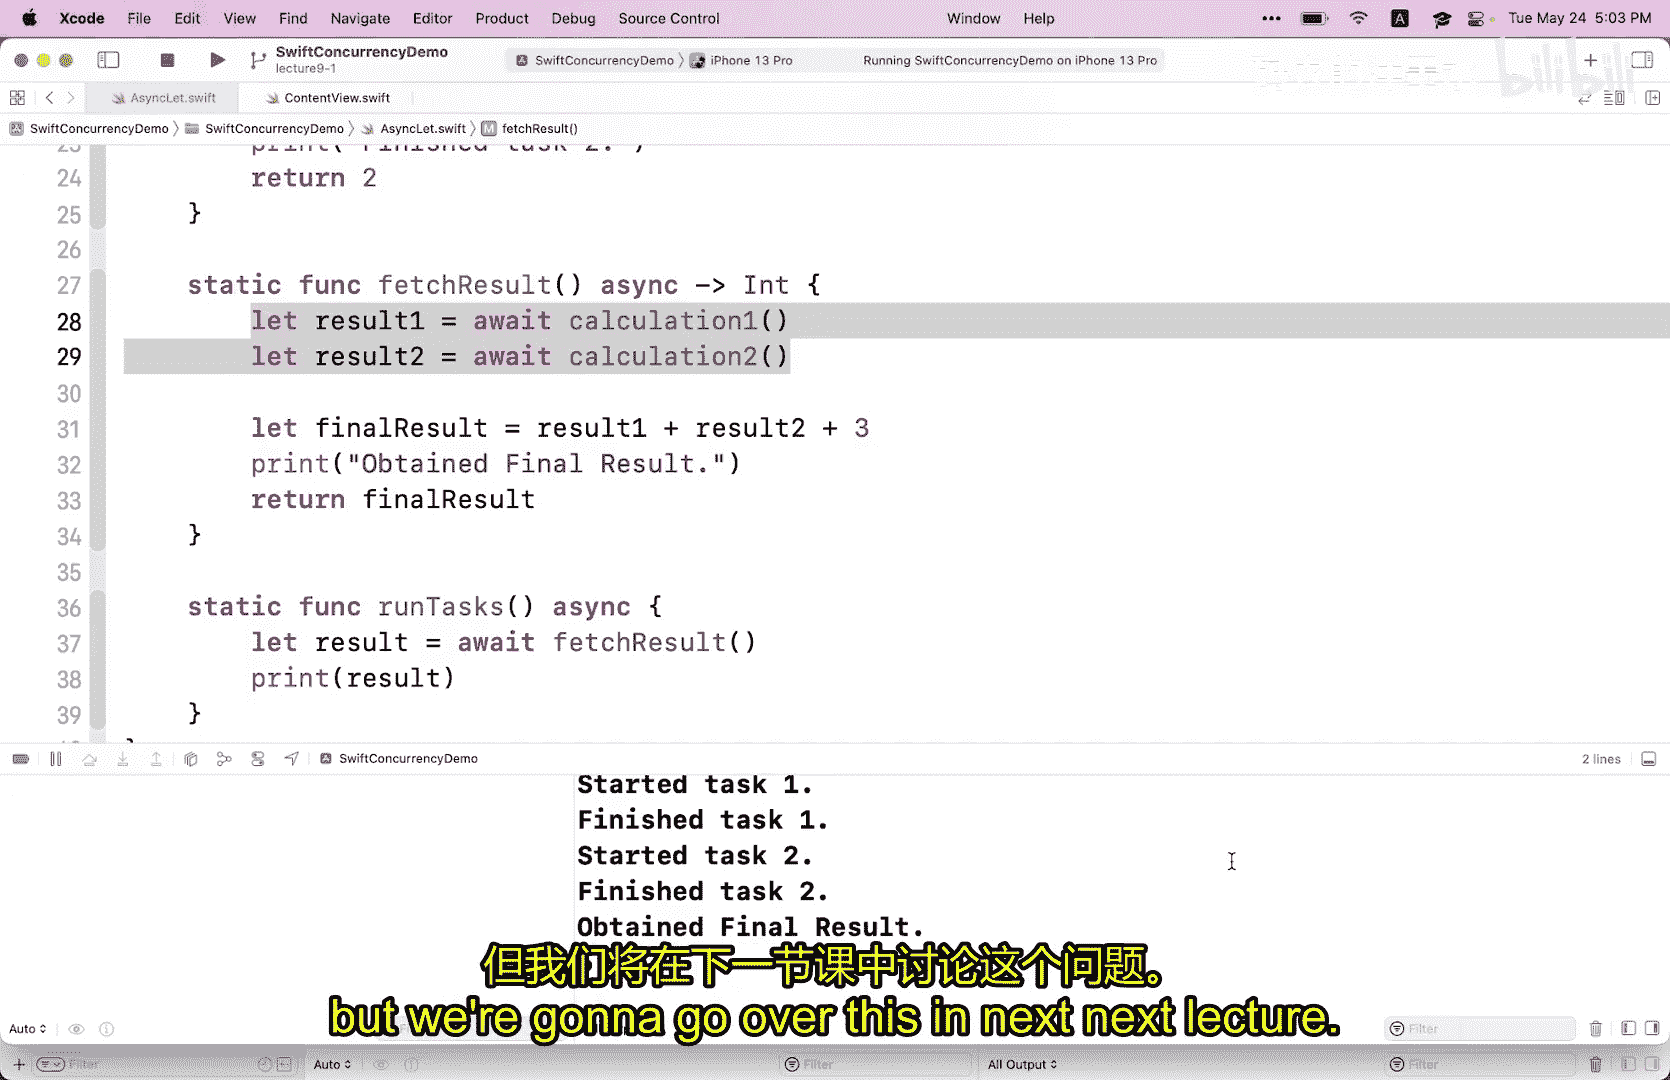 Xcode File Edit View Find Navigate Editor Product Debug Source Control Window Help Tue May 24 5:03 PM
SwiftConcurrencyDemo
lecture9-1
SwiftConcurrencyDemo iPhone 13 Pro
Running SwiftConcurrencyDemo on iPhone 13 Pro
bilibili
AsyncLet.swift
ContentView.swift
SwiftConcurrencyDemo SwiftConcurrencyDemo AsyncLet.swift M fetchResult()
23 print("Finished task 2.")
24 return 2
25 }
26
27 static func fetchResult() async -> Int {
28 let result1 = await calculation1()
29 let result2 = await calculation2()
30
31 let finalResult = result1 + result2 + 3
32 print("Obtained Final Result.")
33 return finalResult
34 }
35
36 static func runTasks() async {
37 let result = await fetchResult()
38 print(result)
39 }
SwiftConcurrencyDemo
2 lines
Started task 1.
Finished task 1.
Started task 2.
Finished task 2.
Obtained Final Result.
但我们将在下一节课中讨论这个问题。
but we're gonna go over this in next next lecture.
Auto
Filter
Filter
Auto
Filter
All Output
Filter